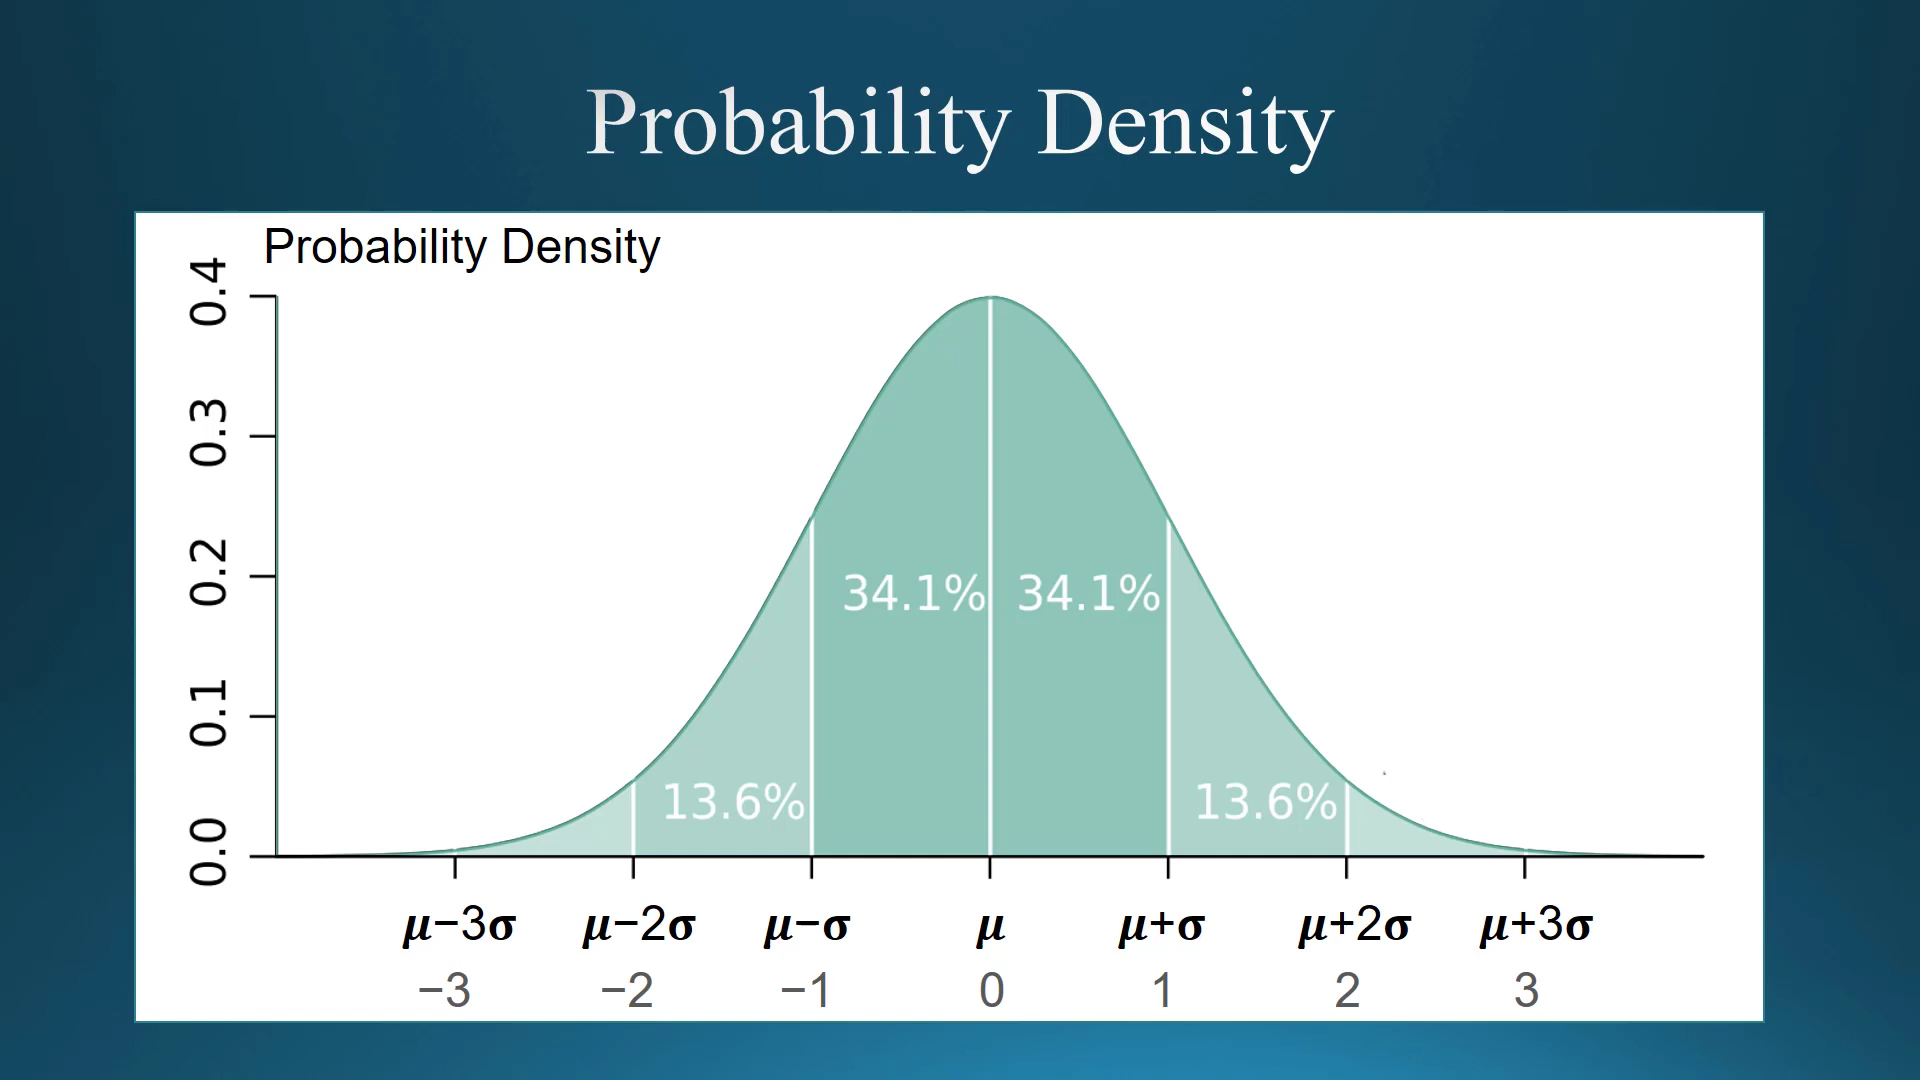 Probability Density
Probability Density
0.4
0.3
0.2
0.1
0.0
34.1% 34.1%
13.6% 13.6%
μ−3σ μ−2σ μ−σ μ μ+σ μ+2σ μ+3σ
−3 −2 −1 0 1 2 3